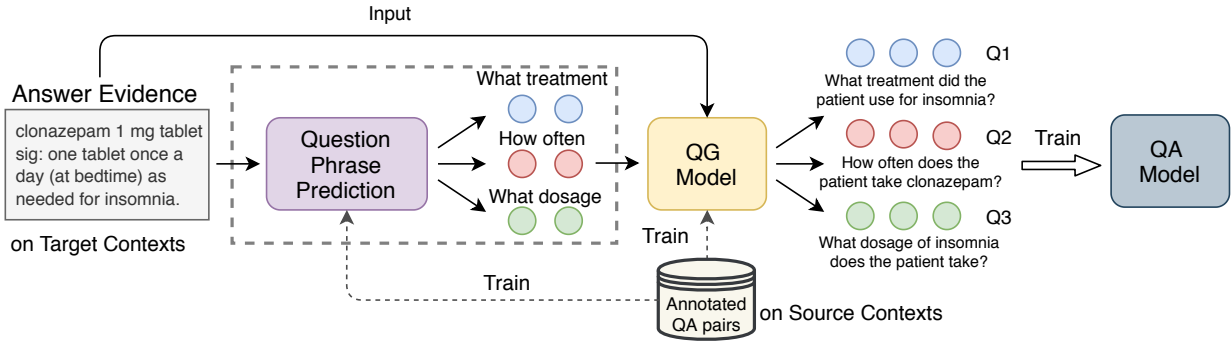 Input
Answer Evidence
clonazepam 1 mg tablet
sig: one tablet once a
day (at bedtime) as
needed for insomnia.
on Target Contexts
Question
Phrase
Prediction
What treatment
How often
What dosage
QG
Model
Q1
What treatment did the
patient use for insomnia?
Q2
How often does the
patient take clonazepam?
Q3
What dosage of insomnia
does the patient take?
Train
QA
Model
Train
Train
Annotated
QA pairs
on Source Contexts